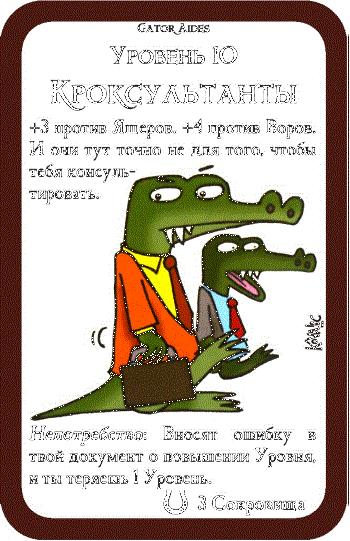 Gator Aides
Уровень 10
Кроксультанты
+3 против Ящеров. +4 против Воров.
И они тут точно не для того, чтобы
тебя консуль-
тировать.
Непотребство: Вносят ошибку в
твой документ о повышении Уровня,
и ты теряешь 1 Уровень.
3 Сокровища